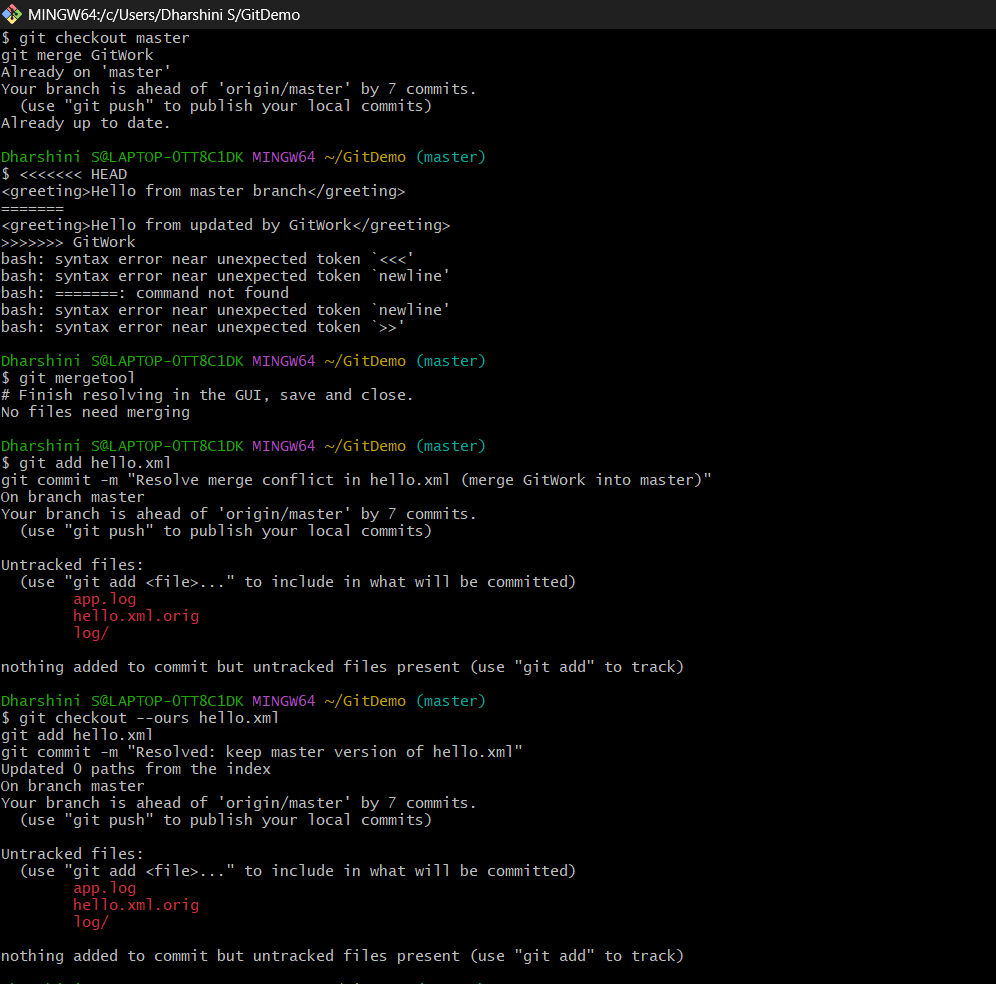 MINGW64:/c/Users/Dharshini S/GitDemo
$ git checkout master
git merge GitWork
Already on 'master'
Your branch is ahead of 'origin/master' by 7 commits.
  (use "git push" to publish your local commits)
Already up to date.
Dharshini S@LAPTOP-OTT8C1DK MINGW64 ~/GitDemo (master)
$ <<<<<<< HEAD
<greeting>Hello from master branch</greeting>
=======
<greeting>Hello from updated by GitWork</greeting>
>>>>>>> GitWork
bash: syntax error near unexpected token `<<<'
bash: syntax error near unexpected token `newline'
bash: =======: command not found
bash: syntax error near unexpected token `newline'
bash: syntax error near unexpected token `>>'
Dharshini S@LAPTOP-OTT8C1DK MINGW64 ~/GitDemo (master)
$ git mergetool
# Finish resolving in the GUI, save and close.
No files need merging
Dharshini S@LAPTOP-OTT8C1DK MINGW64 ~/GitDemo (master)
$ git add hello.xml
git commit -m "Resolve merge conflict in hello.xml (merge GitWork into master)"
On branch master
Your branch is ahead of 'origin/master' by 7 commits.
  (use "git push" to publish your local commits)
Untracked files:
  (use "git add <file>..." to include in what will be committed)
        app.log
        hello.xml.orig
        log/
nothing added to commit but untracked files present (use "git add" to track)
Dharshini S@LAPTOP-OTT8C1DK MINGW64 ~/GitDemo (master)
$ git checkout --ours hello.xml
git add hello.xml
git commit -m "Resolved: keep master version of hello.xml"
Updated 0 paths from the index
On branch master
Your branch is ahead of 'origin/master' by 7 commits.
  (use "git push" to publish your local commits)
Untracked files:
  (use "git add <file>..." to include in what will be committed)
        app.log
        hello.xml.orig
        log/
nothing added to commit but untracked files present (use "git add" to track)